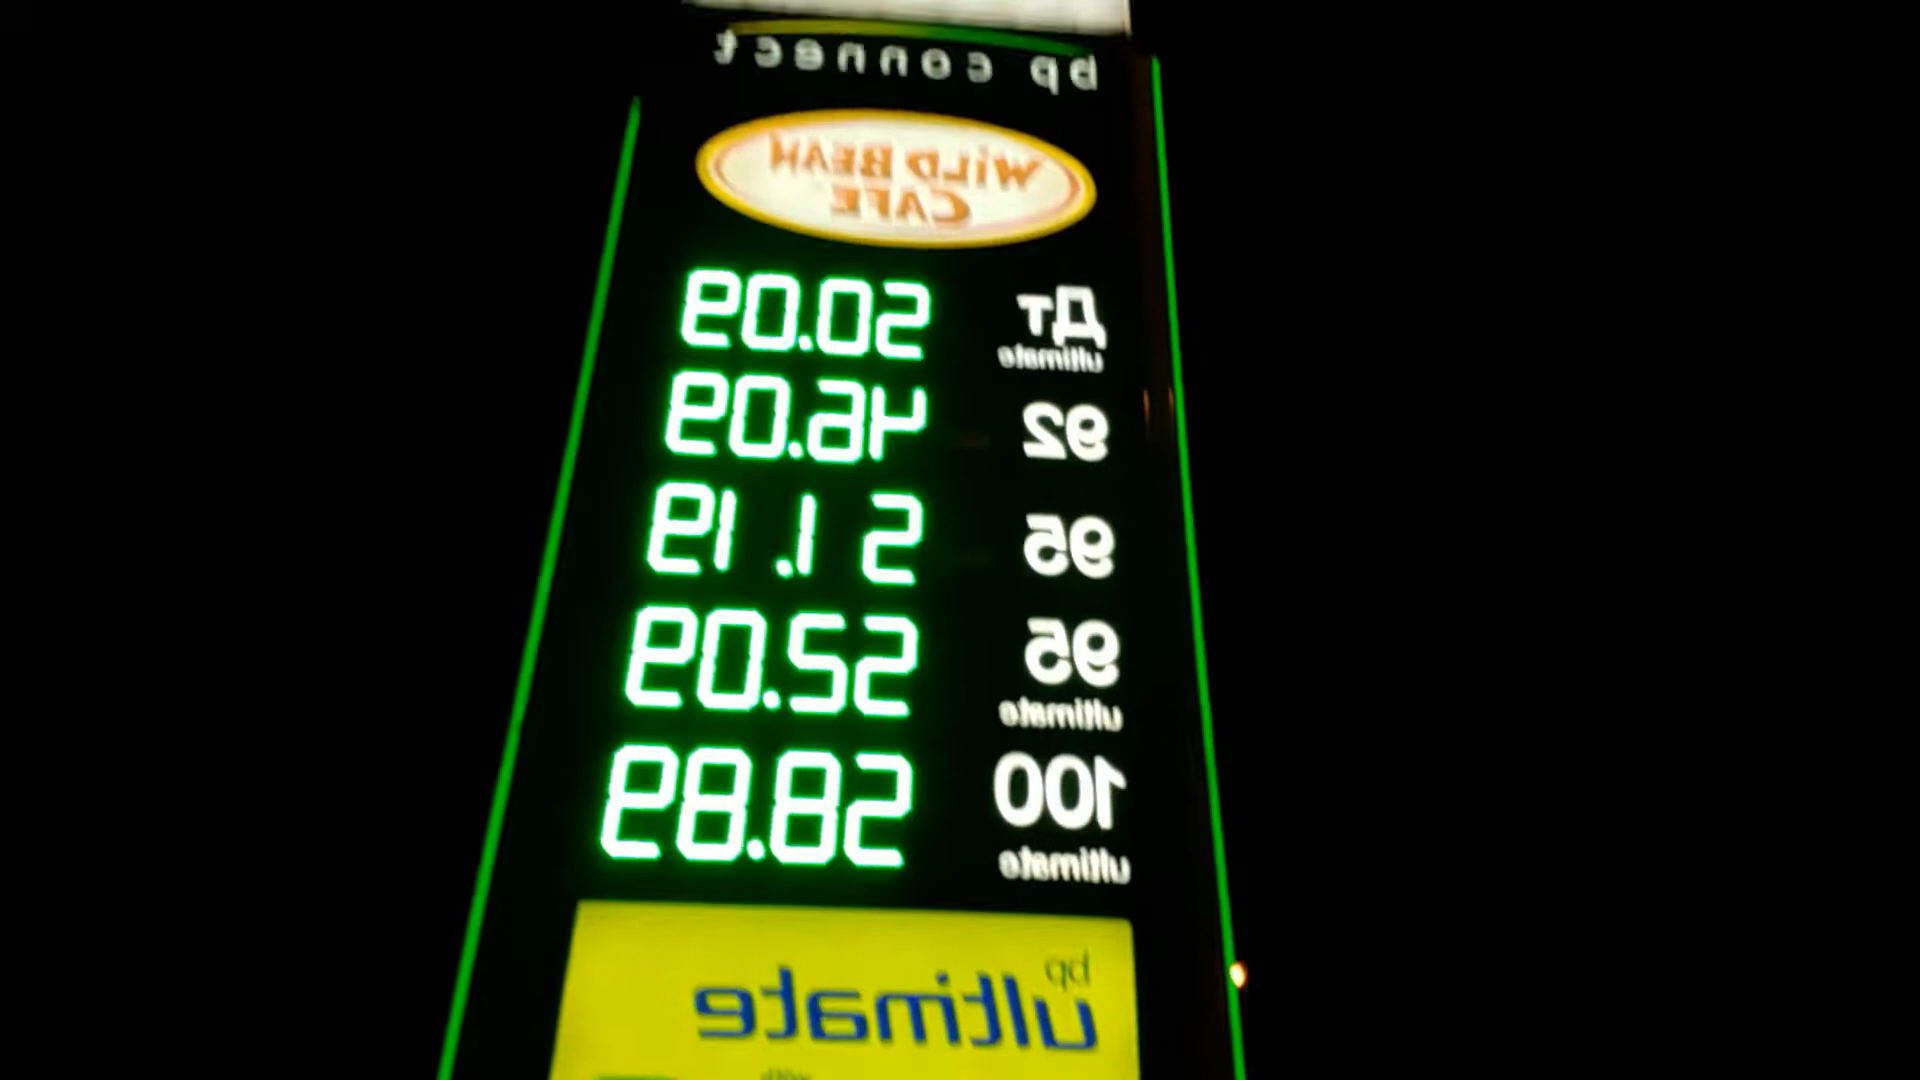 bp connect
WiLD BEAN
CAFE
Дт 50.09
ultimate
92 46.09
95 51.19
95 52.09
ultimate
100 58.89
ultimate
bp
ultimate